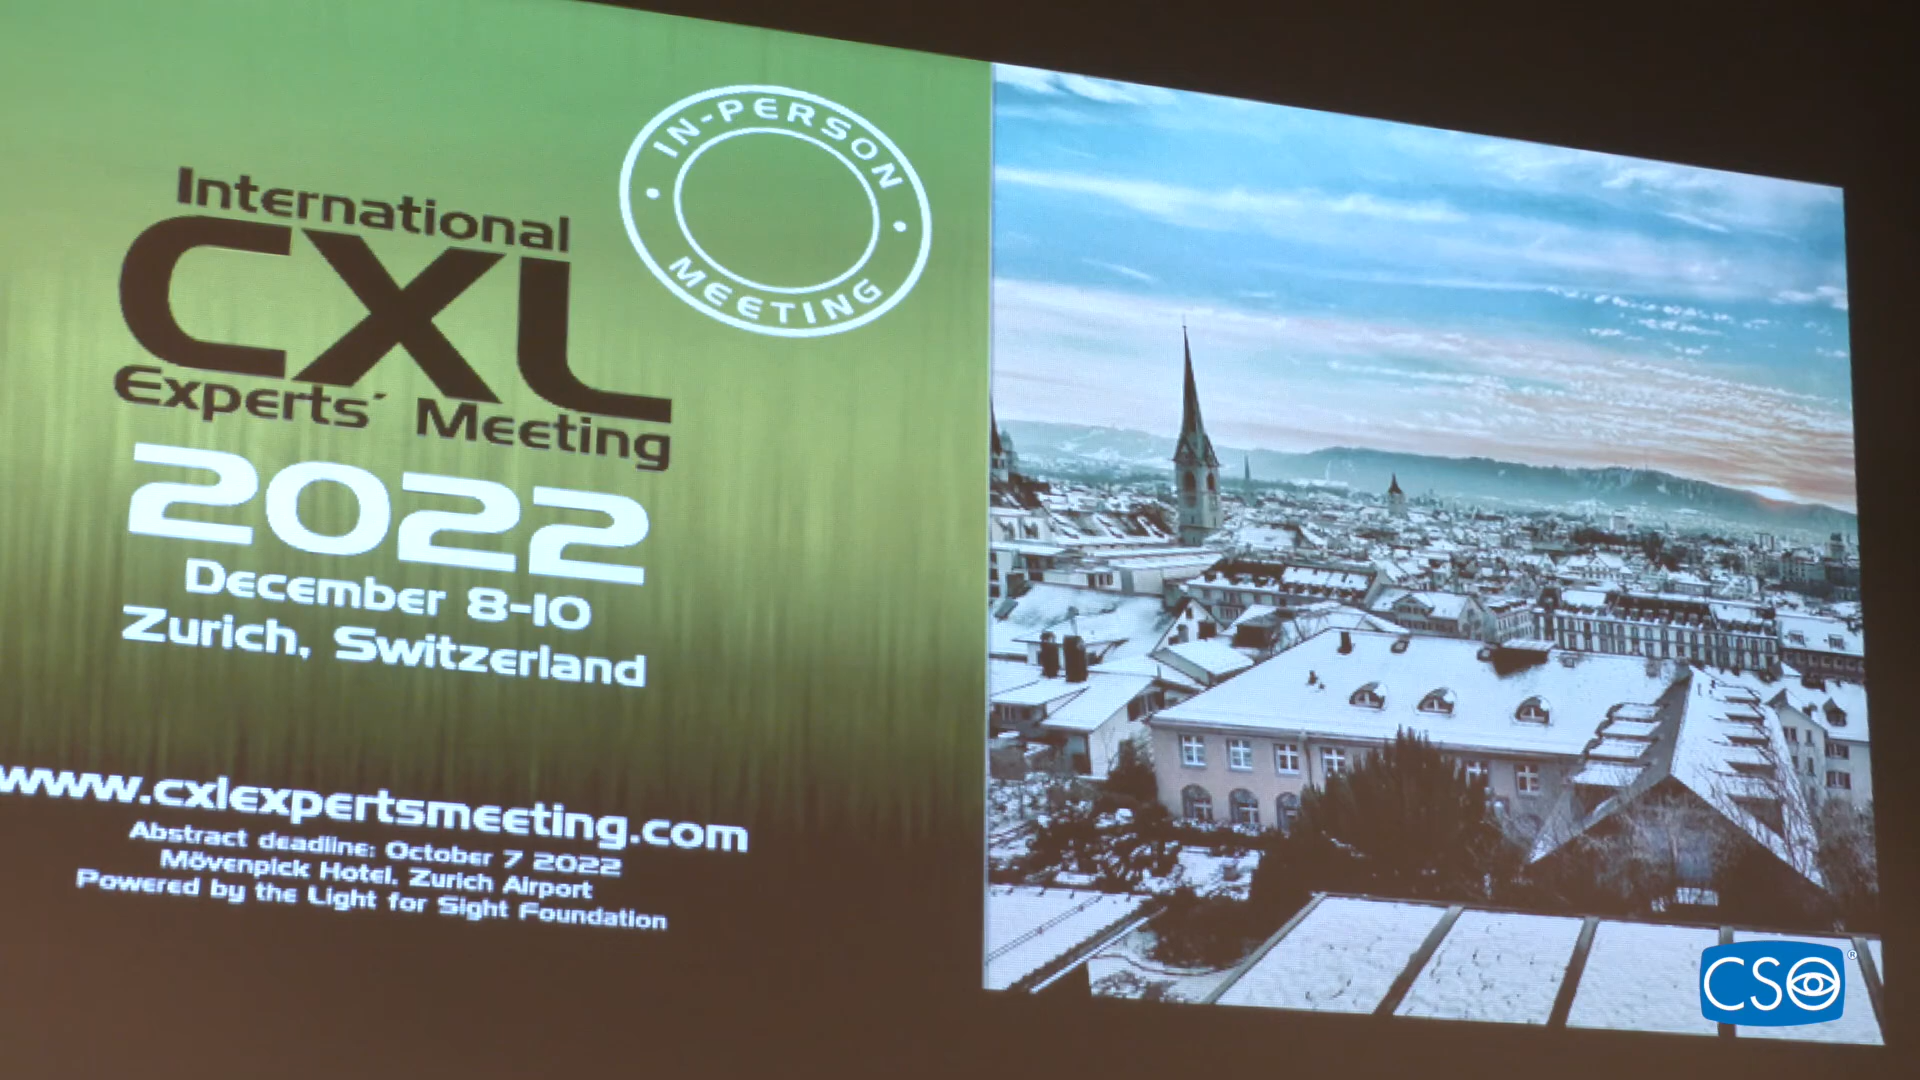 IN-PERSON
MEETING
International
CXL
Experts´ Meeting
2022
December 8-10
Zurich, Switzerland
www.cxlexpertsmeeting.com
Abstract deadline: October 7 2022
Mövenpick Hotel, Zurich Airport
Powered by the Light for Sight Foundation
CSO®